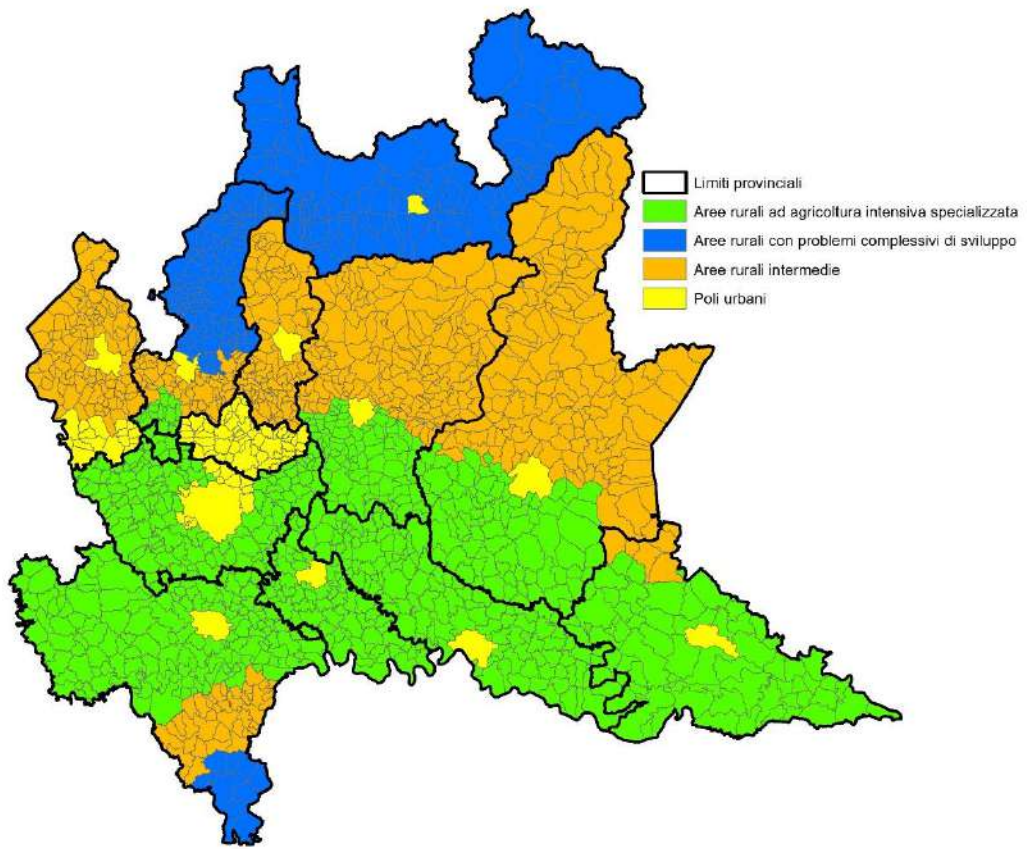 Limiti provinciali
Aree rurali ad agricoltura intensiva specializzata
Aree rurali con problemi complessivi di sviluppo
Aree rurali intermedie
Poli urbani